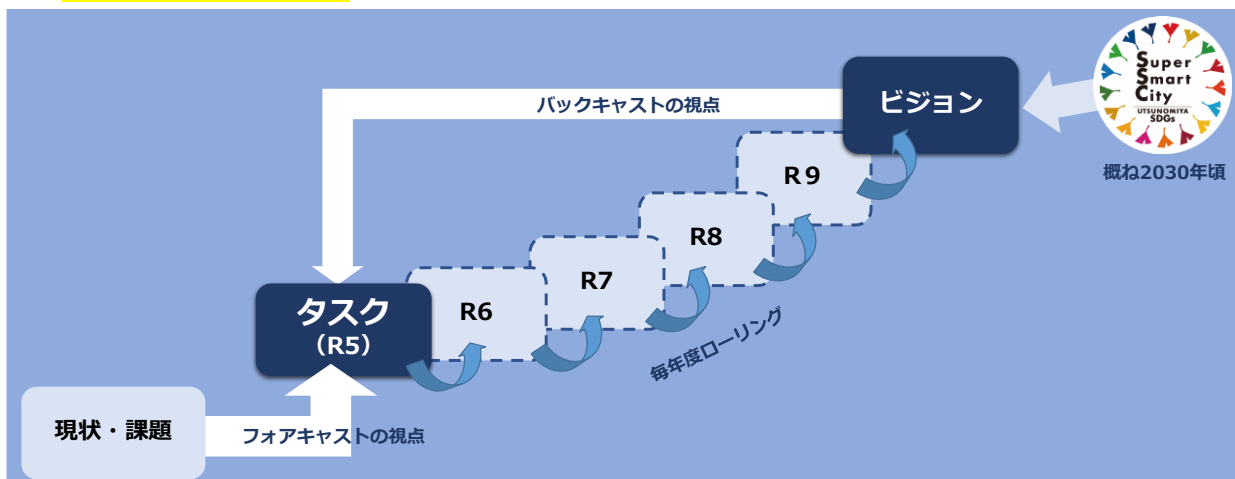 Super
Smart
City
UTSUNOMIYA
SDGs
ビジョン
バックキャストの視点
概ね2030年頃
R９
R8
R7
R6
タスク
（R5）
毎年度ローリング
現状・課題
フォアキャストの視点